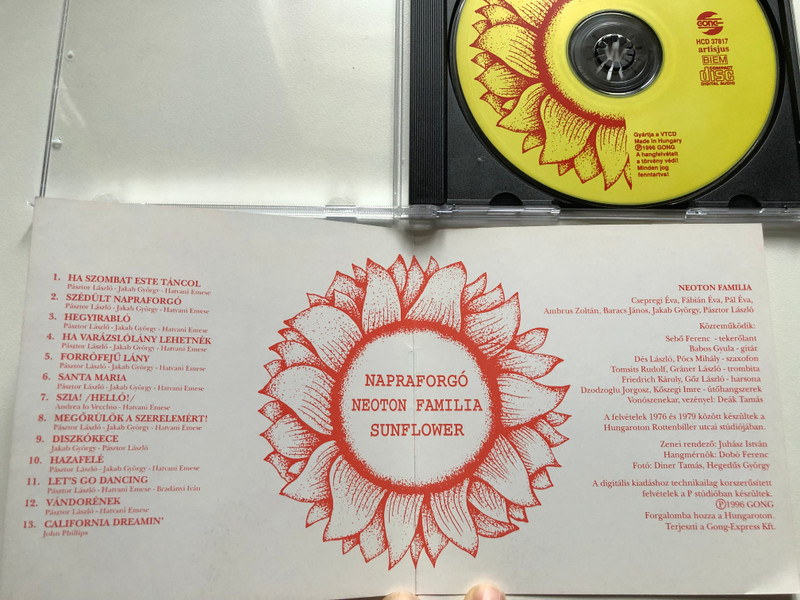 GONG
HCD 37817
artisjus
BIEM
COMPACT
disc
DIGITAL AUDIO
Gyártja a VTCD
Made in Hungary
Ⓟ1996 GONG
A hangfelvételt
a törvény védi!
Minden jog
fenntartva!
1. HA SZOMBAT ESTE TÁNCOL
Pásztor László - Jakab György - Hatvani Emese
2. SZÉDÜLT NAPRAFORGÓ
Pásztor László - Jakab György - Hatvani Emese
3. HEGYIRABLÓ
Pásztor László - Jakab György - Hatvani Emese
4. HA VARÁZSLÓLÁNY LEHETNÉK
Pásztor László - Jakab György - Hatvani Emese
5. FORRÓFEJŰ LÁNY
Pásztor László - Jakab György - Hatvani Emese
6. SANTA MARIA
Pásztor László - Jakab György - Hatvani Emese
7. SZIA! /HELLÓ!/
Andrea lo Vecchio - Hatvani Emese
8. MEGŐRÜLÖK A SZERELEMÉRT!
Pásztor László - Jakab György - Hatvani Emese
9. DISZKÓKECE
Jakab György - Pásztor László
10. HAZAFELÉ
Pásztor László - Jakab György - Hatvani Emese
11. LET'S GO DANCING
Pásztor László - Hatvani Emese - Bradányi Iván
12. VÁNDORÉNEK
Pásztor László - Hatvani Emese
13. CALIFORNIA DREAMIN'
John Phillips
NAPRAFORGÓ
NEOTON FAMILIA
SUNFLOWER
NEOTON FAMILIA
Csepregi Éva, Fábián Éva, Pál Éva,
Ambrus Zoltán, Baracs János, Jakab György, Pásztor László
Közreműködik:
Sebő Ferenc - tekerőlant
Babos Gyula - gitár
Dés László, Pócs Mihály - szaxofon
Tomsits Rudolf, Gráner László - trombita
Friedrich Károly, Gőz László - harsona
Dzodzoglu Jorgosz, Kőszegi Imre - ütőhangszerek
Vonószenekar, vezényel: Deák Tamás
A felvételek 1976 és 1979 között készültek a
Hungaroton Rottenbiller utcai stúdiójában.
Zenei rendező: Juhász István
Hangmérnök: Dobó Ferenc
Fotó: Diner Tamás, Hegedűs György
A digitális kiadáshoz technikailag korszerűsített
felvételek a P stúdióban készültek.
Ⓟ1996 GONG
Forgalomba hozza a Hungaroton.
Terjeszti a Gong-Express Kft.